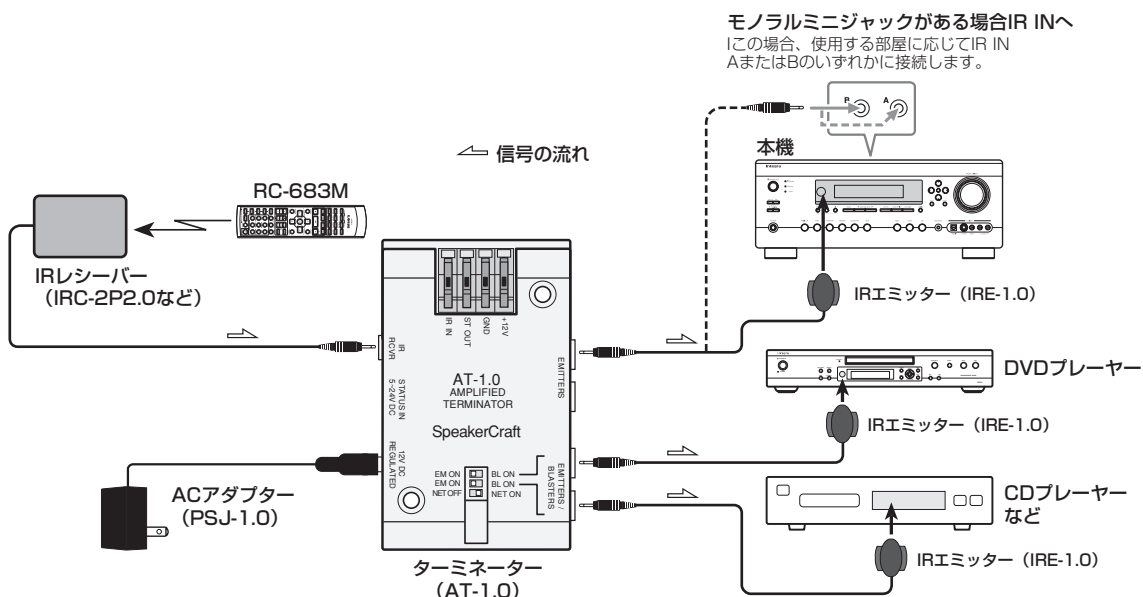 モノラルミニジャックがある場合IR INへ
Iこの場合、使用する部屋に応じてIR IN
AまたはBのいずれかに接続します。
B A
本機
信号の流れ
RC-683M
IRレシーバー
（IRC-2P2.0など）
IRエミッター（IRE-1.0）
IR IN
ST OUT
GND
+12V
IR
RCVR
STATUS IN
5~24V DC
12V DC
REGULATED
AT-1.0
AMPLIFIED
TERMINATOR
SpeakerCraft
EM ON BL ON
EM ON BL ON
NET OFF NET ON
EMITTERS
EMITTERS /
BLASTERS
DVDプレーヤー
IRエミッター（IRE-1.0）
ACアダプター
（PSJ-1.0）
CDプレーヤー
など
IRエミッター（IRE-1.0）
ターミネーター
（AT-1.0）